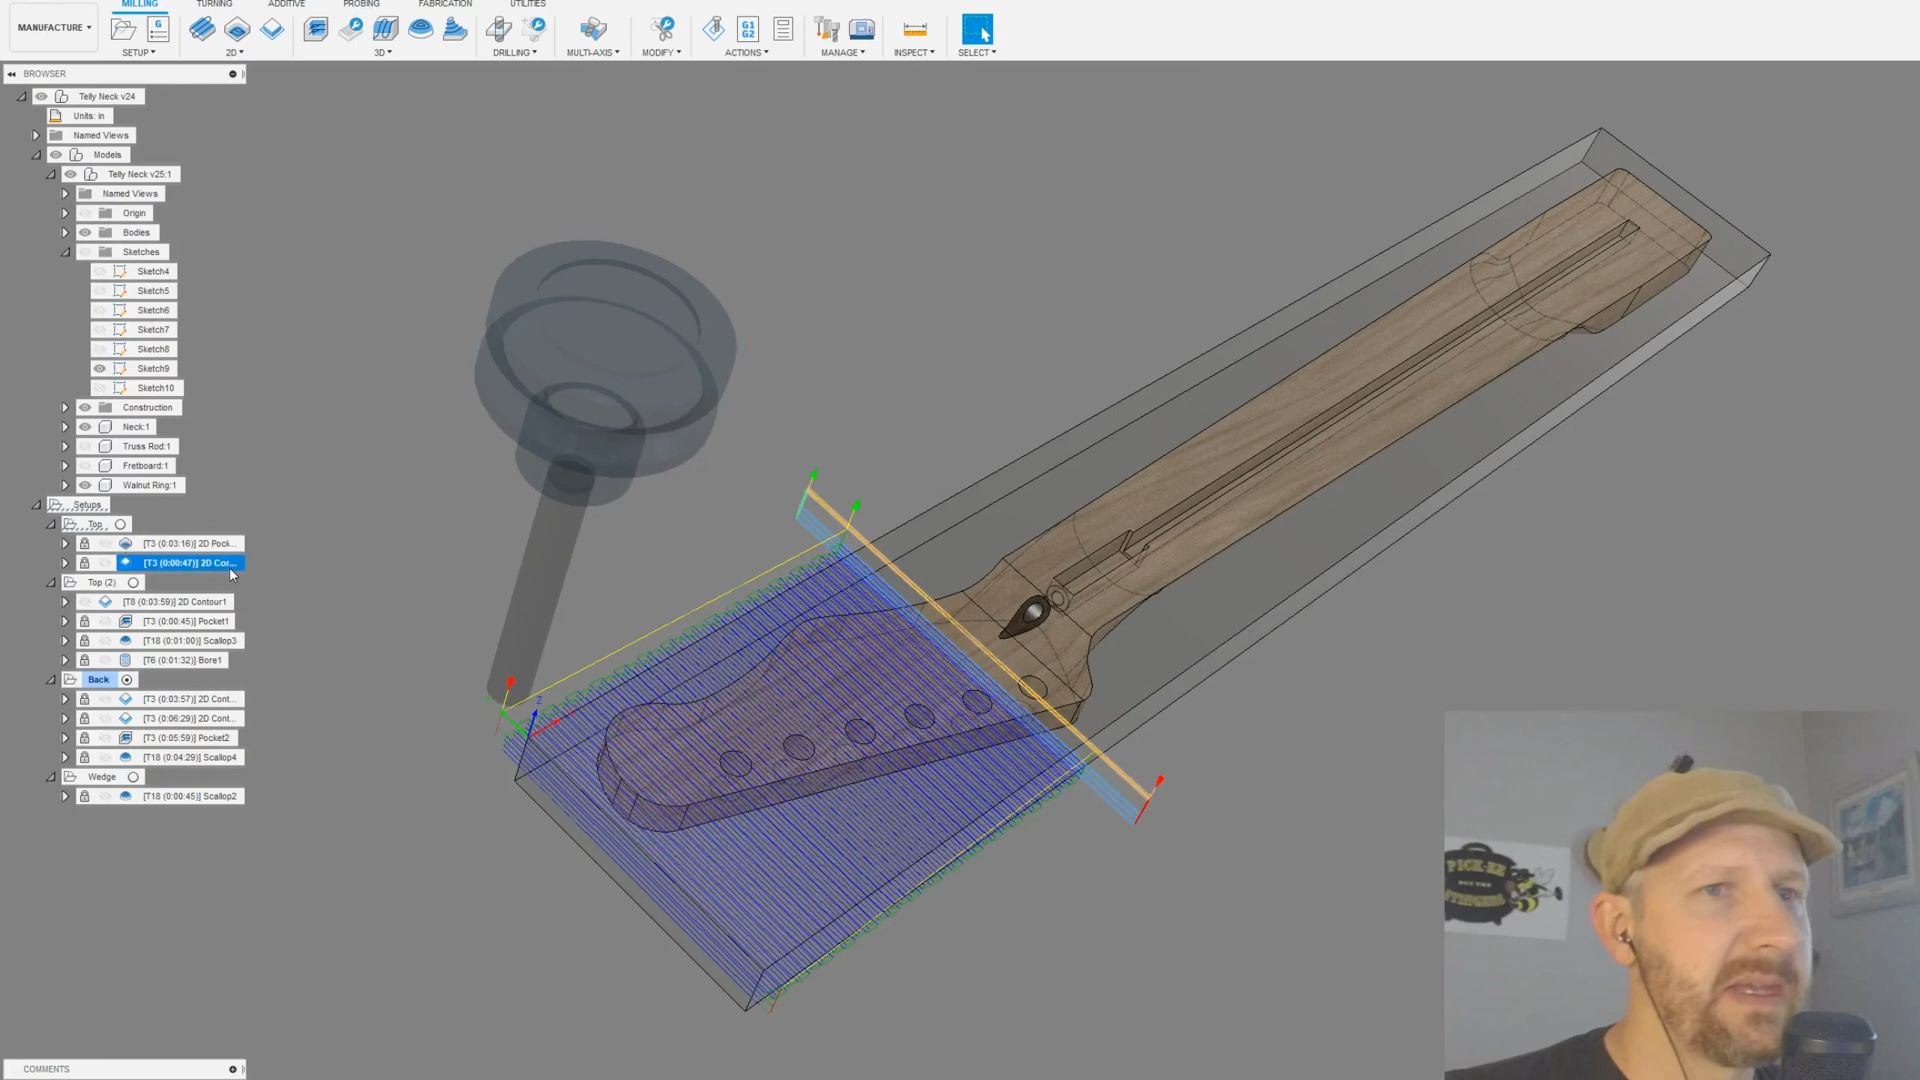 MILLING TURNING ADDITIVE PROBING FABRICATION UTILITIES
MANUFACTURE
G1
G2
SETUP 2D 3D DRILLING MULTI-AXIS MODIFY ACTIONS MANAGE INSPECT SELECT
BROWSER
Telly Neck v24
Units: in
Named Views
Models
Telly Neck v25:1
Named Views
Origin
Bodies
Sketches
Sketch4
Sketch5
Sketch6
Sketch7
Sketch8
Sketch9
Sketch10
Construction
Neck:1
Truss Rod:1
Fretboard:1
Walnut Ring:1
Setups
Top
[T3 (0:03:16)] 2D Pock...
[T3 (0:00:47)] 2D Cor...
Top (2)
[T8 (0:03:59)] 2D Contour1
[T3 (0:00:45)] Pocket1
[T18 (0:01:00)] Scallop3
[T6 (0:01:32)] Bore1
Back
[T3 (0:03:57)] 2D Cont...
[T3 (0:06:29)] 2D Cont...
[T3 (0:05:59)] Pocket2
[T18 (0:04:29)] Scallop4
Wedge
[T18 (0:00:45)] Scallop2
Z
PICK-EE
STINGERS
COMMENTS